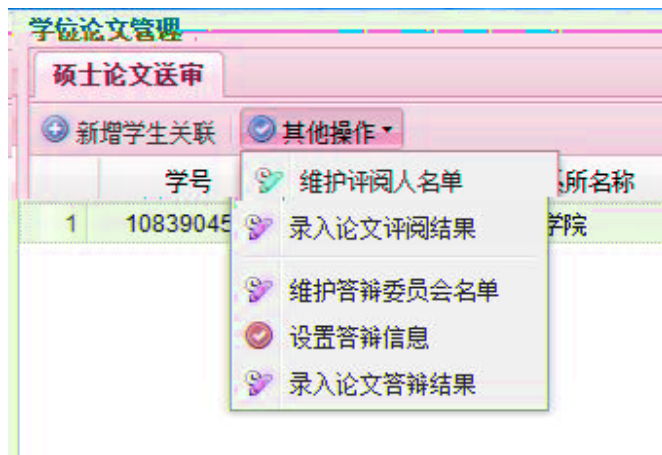 学位论文管理
硕士论文送审
新增学生关联 其他操作
学号 所名称
1 10839045 学院
维护评阅人名单
录入论文评阅结果
维护答辩委员会名单
设置答辩信息
录入论文答辩结果